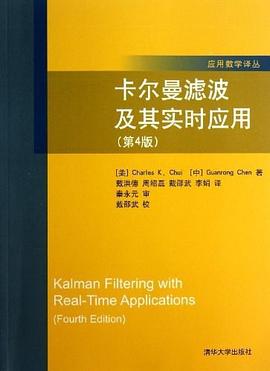 应用数学译丛
卡尔曼滤波
及其实时应用
(第4版)
[美] Charles K. Chui [中] Guanrong Chen 著
戴洪德 周绍磊 戴邵武 李娟 译
秦永元 审
戴邵武 校
Kalman Filtering with
Real-Time Applications
(Fourth Edition)
清华大学出版社